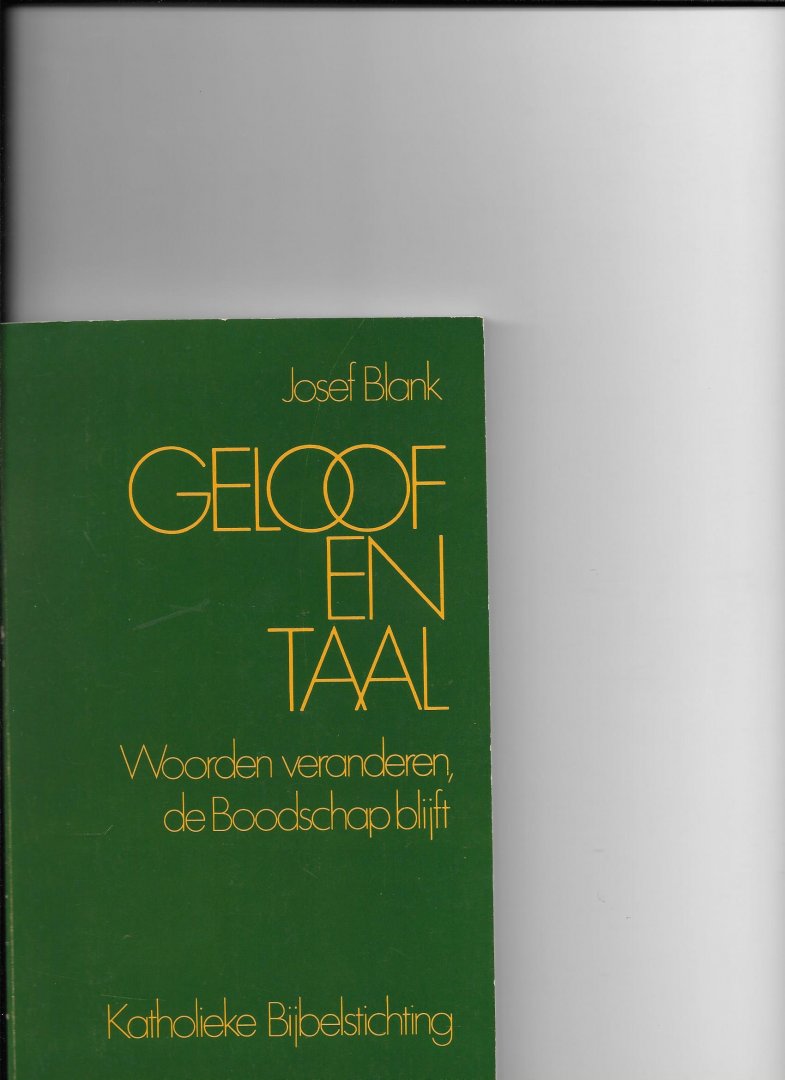 Josef Blank
GELOOF
EN
TAAL
Woorden veranderen,
de Boodschap blijft
Katholieke Bijbelstichting